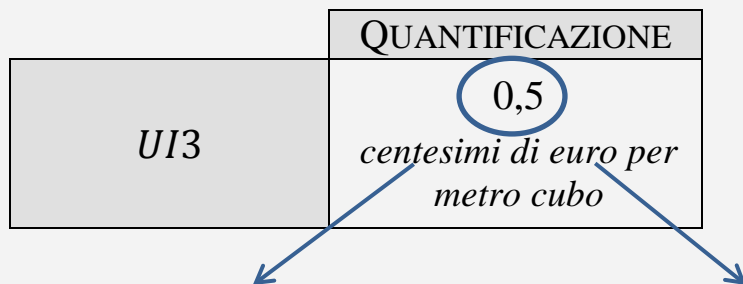 QUANTIFICAZIONE
UI3
0,5
centesimi di euro per
metro cubo